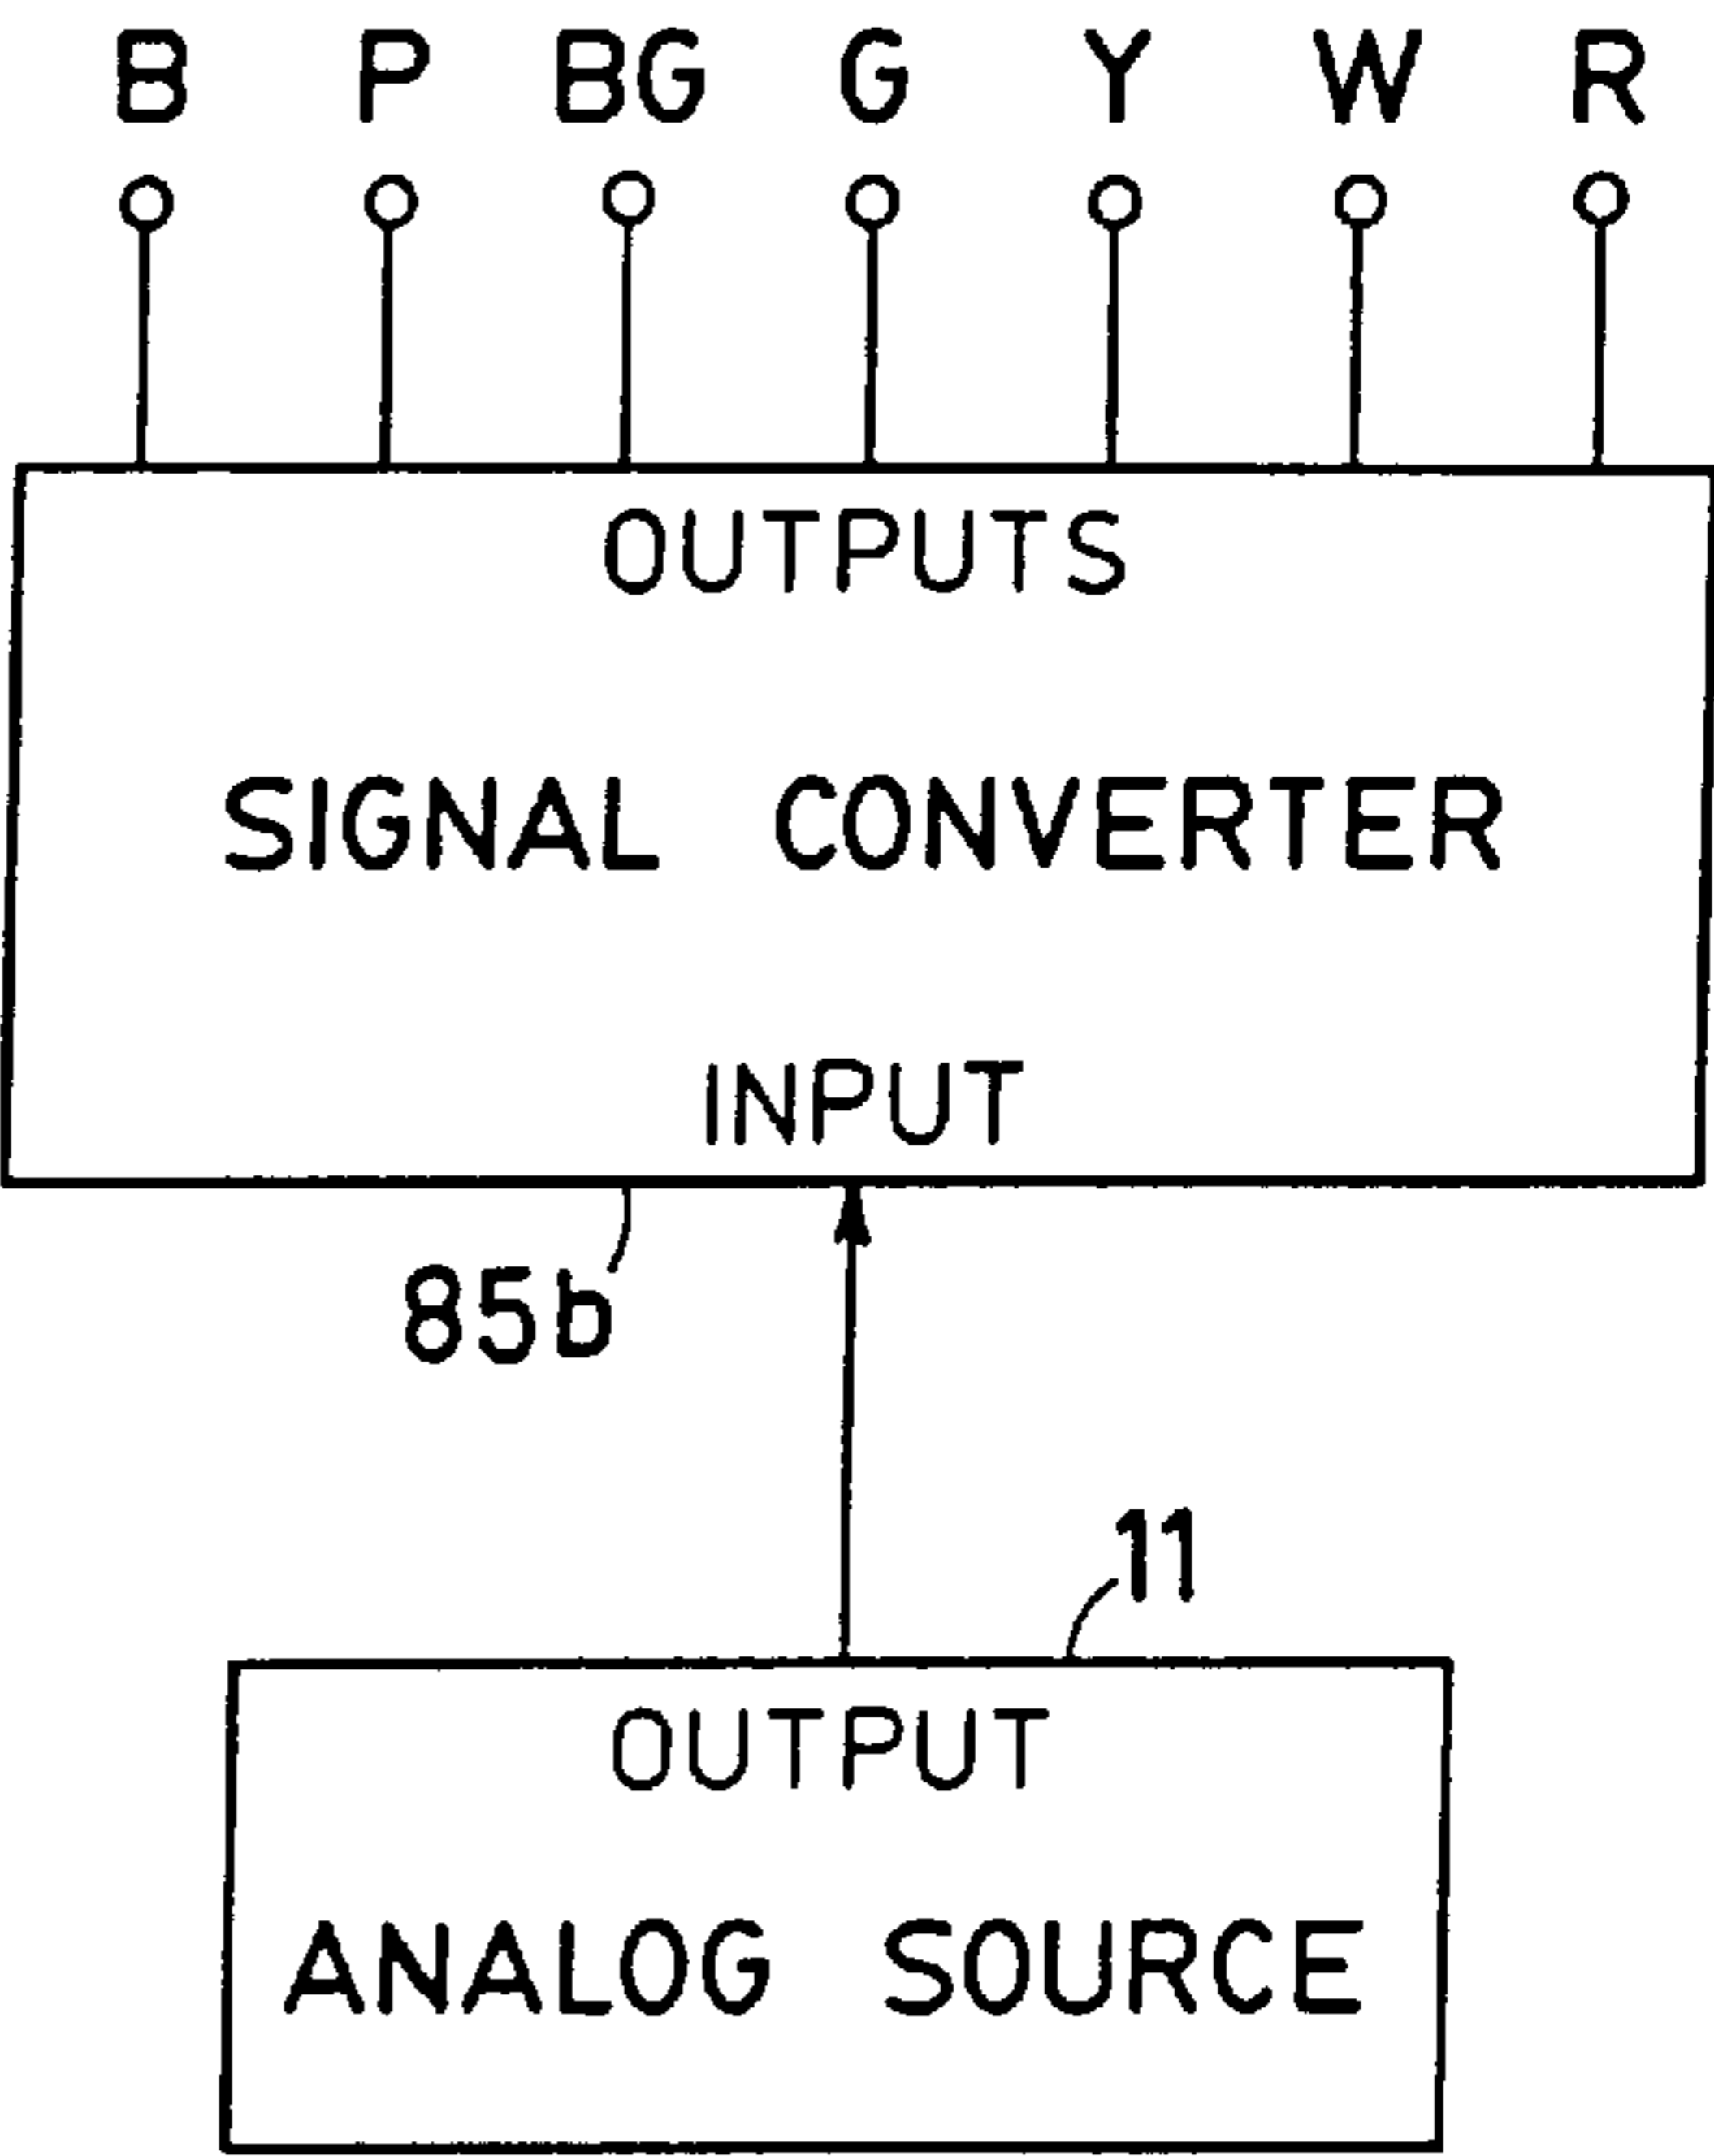 B P BG G Y W R
OUTPUTS
SIGNAL CONVERTER
INPUT
85b
11
OUTPUT
ANALOG SOURCE